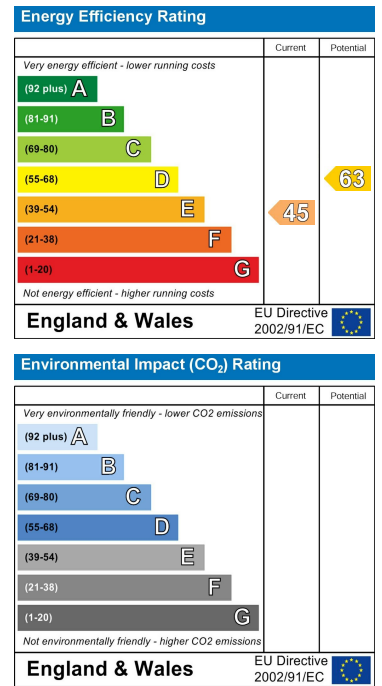 Energy Efficiency Rating
Current Potential
Very energy efficient - lower running costs
(92 plus) A
(81-91) B
(69-80) C
(55-68) D
63
(39-54) E
45
(21-38) F
(1-20) G
Not energy efficient - higher running costs
England & Wales
EU Directive
2002/91/EC
Environmental Impact (CO₂) Rating
Current Potential
Very environmentally friendly - lower CO2 emissions
(92 plus) A
(81-91) B
(69-80) C
(55-68) D
(39-54) E
(21-38) F
(1-20) G
Not environmentally friendly - higher CO2 emissions
England & Wales
EU Directive
2002/91/EC